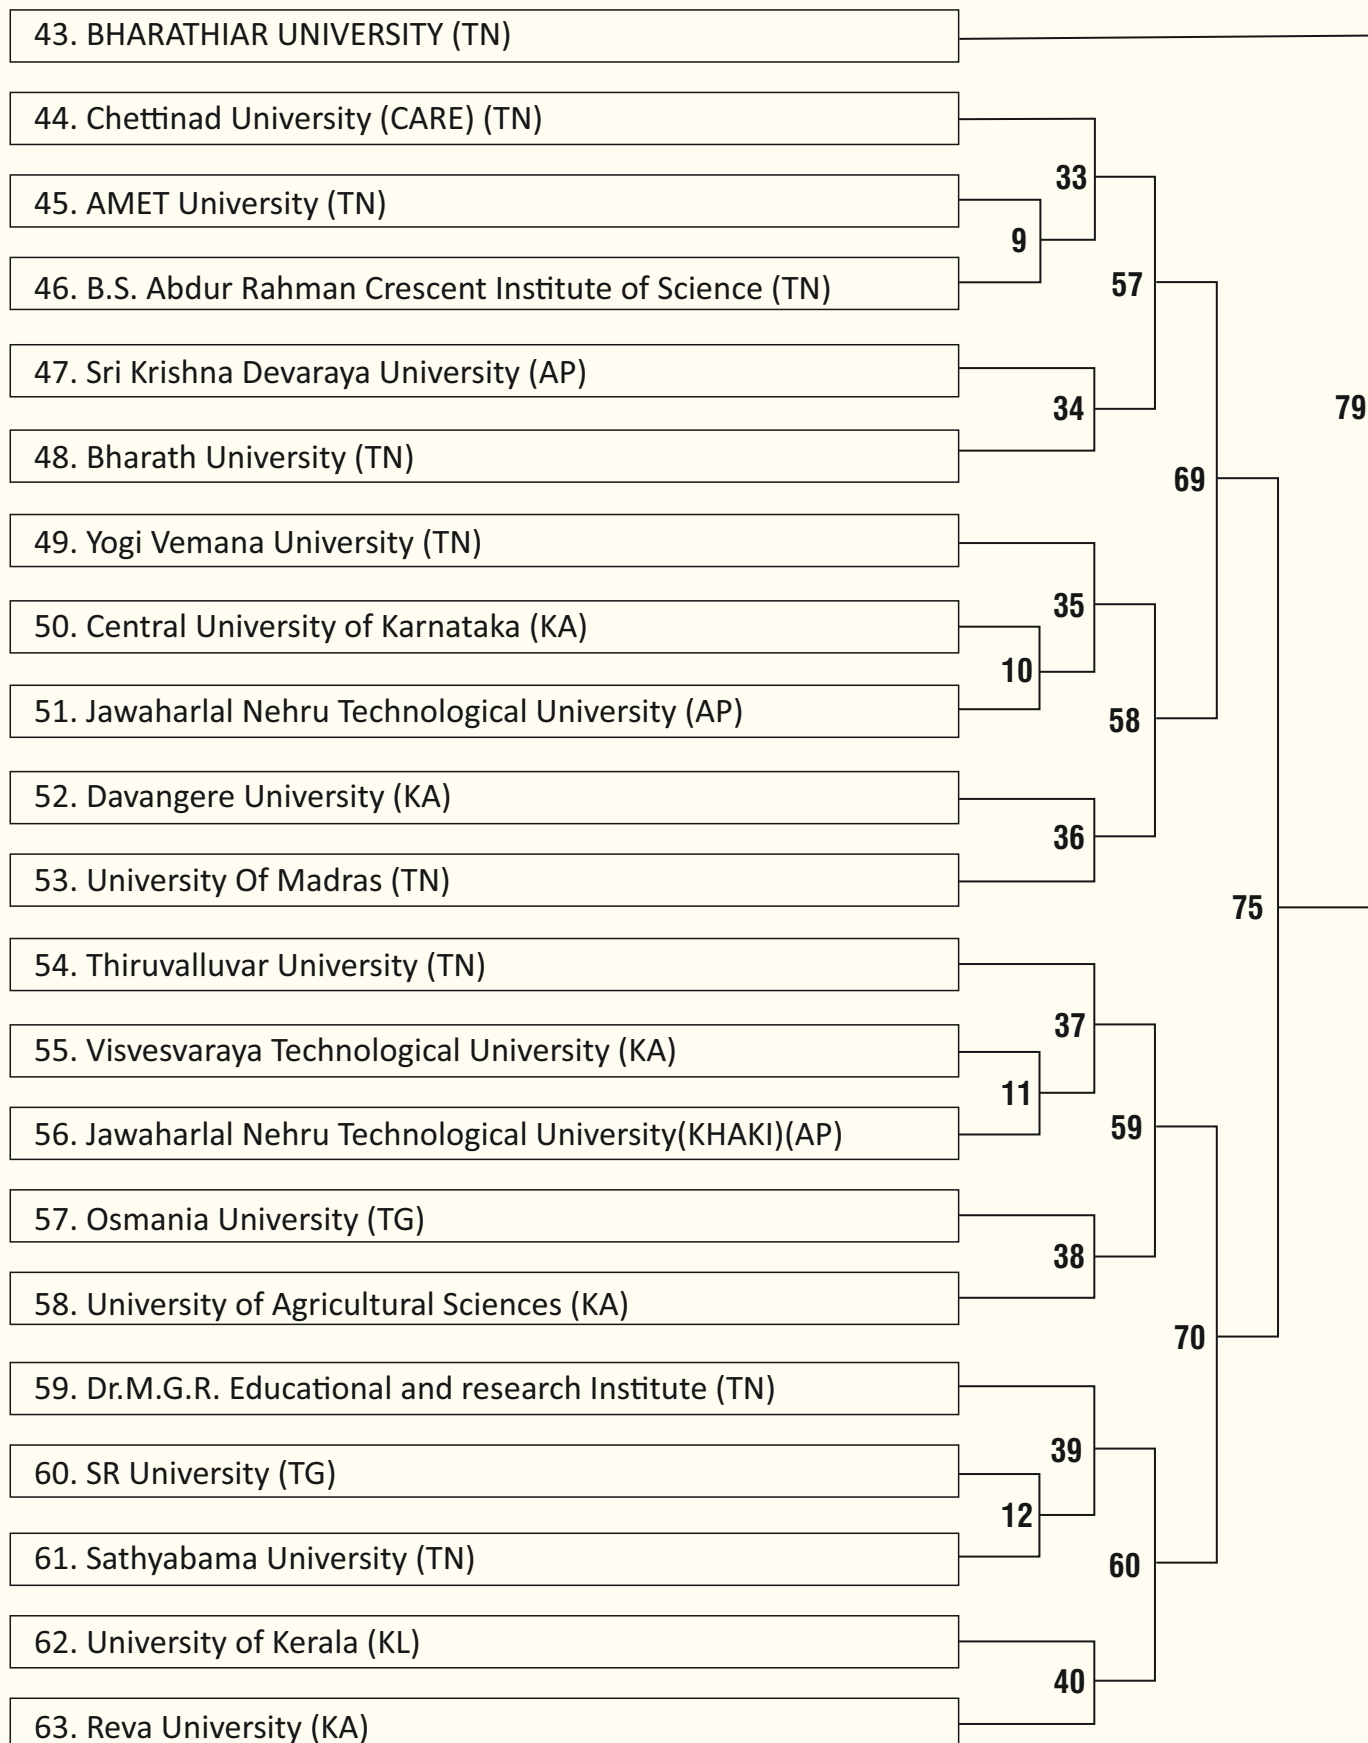 43. BHARATHIAR UNIVERSITY (TN)
44. Chettinad University (CARE) (TN)
33
45. AMET University (TN)
9
46. B.S. Abdur Rahman Crescent Institute of Science (TN)
57
47. Sri Krishna Devaraya University (AP)
34
79
48. Bharath University (TN)
69
49. Yogi Vemana University (TN)
35
50. Central University of Karnataka (KA)
10
51. Jawaharlal Nehru Technological University (AP)
58
52. Davangere University (KA)
36
53. University Of Madras (TN)
75
54. Thiruvalluvar University (TN)
37
55. Visvesvaraya Technological University (KA)
11
56. Jawaharlal Nehru Technological University(KHAKI)(AP)
59
57. Osmania University (TG)
38
58. University of Agricultural Sciences (KA)
70
59. Dr.M.G.R. Educational and research Institute (TN)
39
60. SR University (TG)
12
61. Sathyabama University (TN)
60
62. University of Kerala (KL)
40
63. Reva University (KA)